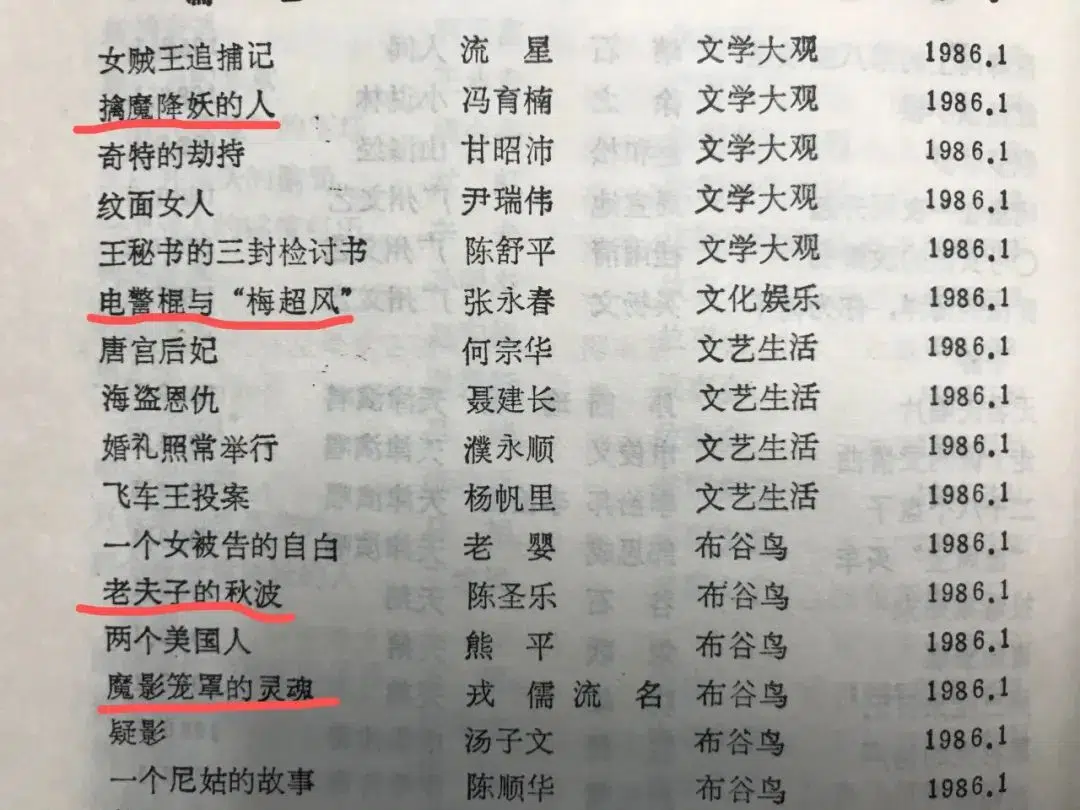 女贼王追捕记 流星 文学大观 1986.1
擒魔降妖的人 冯育楠 文学大观 1986.1
奇特的劫持 甘昭沛 文学大观 1986.1
纹面女人 尹瑞伟 文学大观 1986.1
王秘书的三封检讨书 陈舒平 文学大观 1986.1
电警棍与“梅超风” 张永春 文化娱乐 1986.1
唐宫后妃 何宗华 文艺生活 1986.1
海盗恩仇 聂建长 文艺生活 1986.1
婚礼照常举行 濮永顺 文艺生活 1986.1
飞车王投案 杨帆里 文艺生活 1986.1
一个女被告的自白 老婴 布谷鸟 1986.1
老夫子的秋波 陈圣乐 布谷鸟 1986.1
两个美国人 熊平 布谷鸟 1986.1
魔影笼罩的灵魂 戎儒流名 布谷鸟 1986.1
疑影 汤子文 布谷鸟 1986.1
一个尼姑的故事 陈顺华 布谷鸟 1986.1